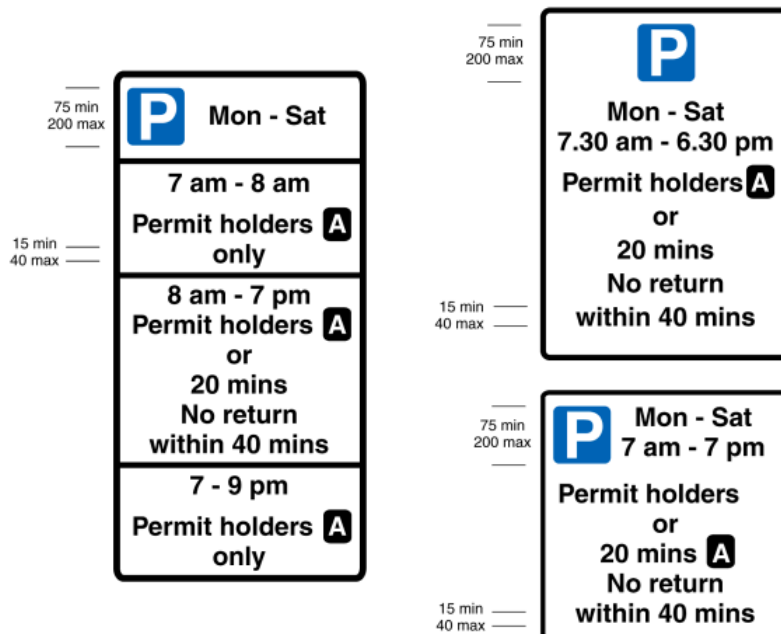 75 min
200 max
P Mon - Sat
7 am - 8 am
Permit holders A
only
15 min
40 max
8 am - 7 pm
Permit holders A
or
20 mins
No return
within 40 mins
7 - 9 pm
Permit holders A
only
75 min
200 max
P
Mon - Sat
7.30 am - 6.30 pm
Permit holders A
or
20 mins
No return
within 40 mins
15 min
40 max
75 min
200 max
P Mon - Sat
7 am - 7 pm
Permit holders
or
20 mins A
No return
within 40 mins
15 min
40 max